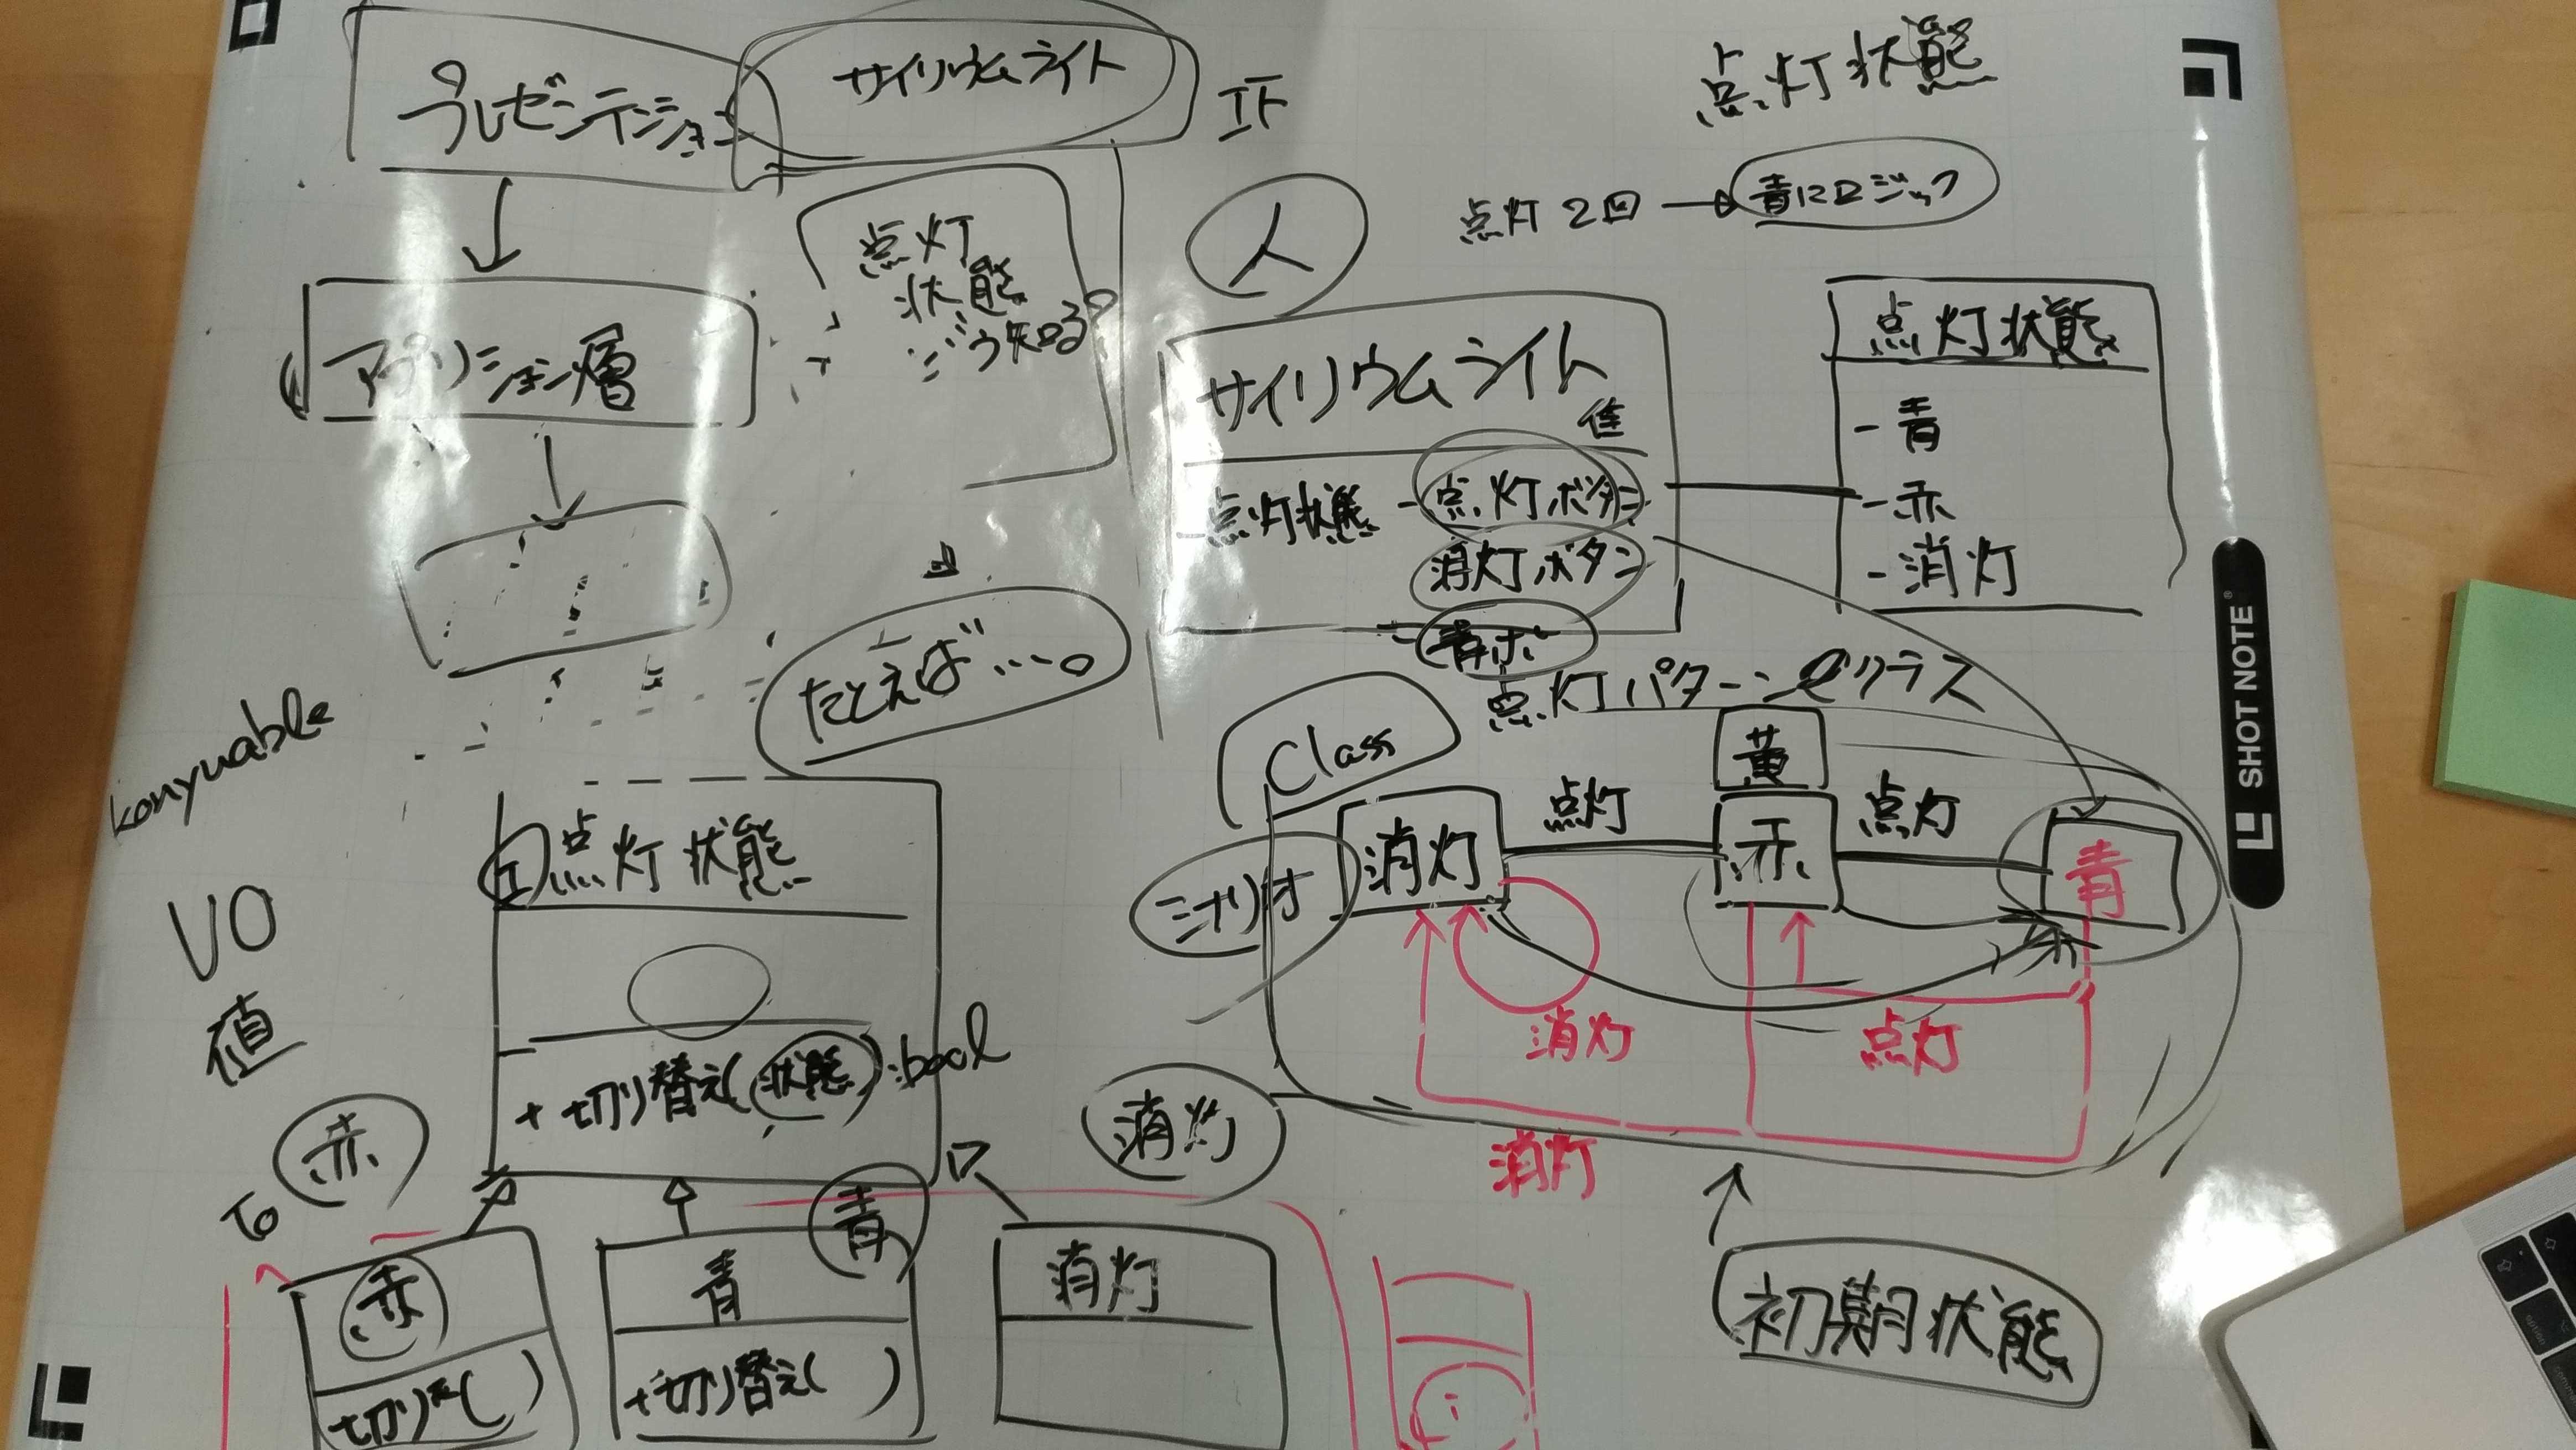 プレゼンテーション
サイリウムライト
IF
点灯状態
点灯
状態
どう知る?
人
点灯2回 → 青にロジック
アプリション層
サイリウムライト
点灯状態
- 点灯ボタン
消灯ボタン
- 青ボ
点灯状態
- 青
- 赤
- 消灯
たとえば…。
konyuable
VO
値
I 点灯状態
+ 切り替え(状態):bool
To 赤
赤
切り
青
青
+切り替え( )
消灯
点灯パターンをクラス
Class
シナリオ
消灯
点灯
黄
赤
点灯
青
消灯
点灯
消灯
消灯
初期状態
SHOT NOTE